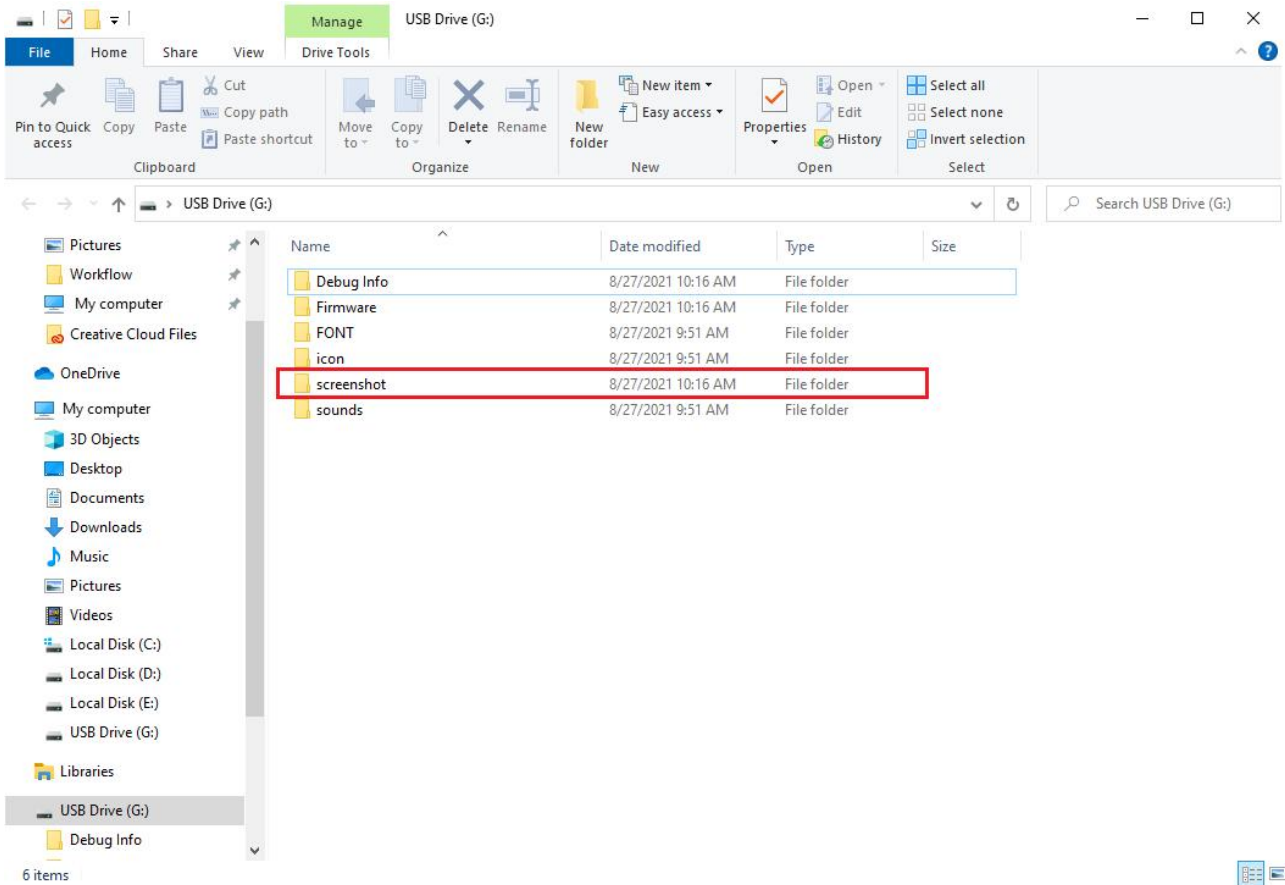 Manage USB Drive (G:)
File Home Share View Drive Tools
Pin to Quick access
Copy
Paste
Cut
Copy path
Paste shortcut
Clipboard
Move to
Copy to
Delete
Rename
Organize
New folder
New item
Easy access
New
Properties
Open
Edit
History
Open
Select all
Select none
Invert selection
Select
USB Drive (G:)
Search USB Drive (G:)
Pictures
Workflow
My computer
Creative Cloud Files
OneDrive
My computer
3D Objects
Desktop
Documents
Downloads
Music
Pictures
Videos
Local Disk (C:)
Local Disk (D:)
Local Disk (E:)
USB Drive (G:)
Libraries
USB Drive (G:)
Debug Info
Name Date modified Type Size
Debug Info 8/27/2021 10:16 AM File folder
Firmware 8/27/2021 10:16 AM File folder
FONT 8/27/2021 9:51 AM File folder
icon 8/27/2021 9:51 AM File folder
screenshot 8/27/2021 10:16 AM File folder
sounds 8/27/2021 9:51 AM File folder
6 items